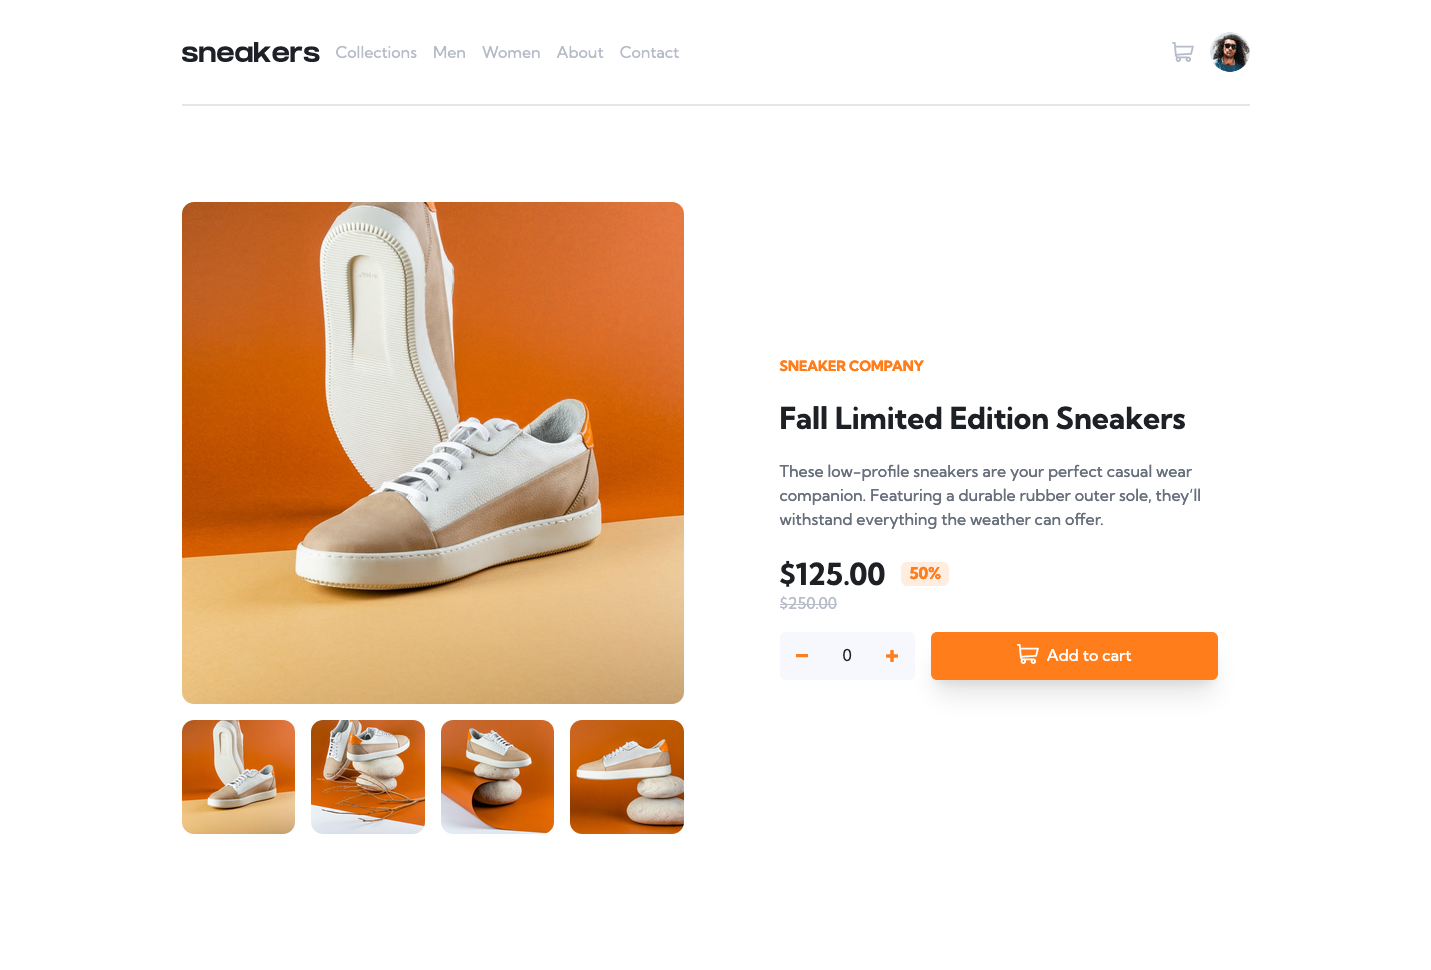 sneakers Collections Men Women About Contact
SNEAKER COMPANY
Fall Limited Edition Sneakers
These low-profile sneakers are your perfect casual wear
companion. Featuring a durable rubber outer sole, they’ll
withstand everything the weather can offer.
$125.00 50%
$250.00
0 Add to cart